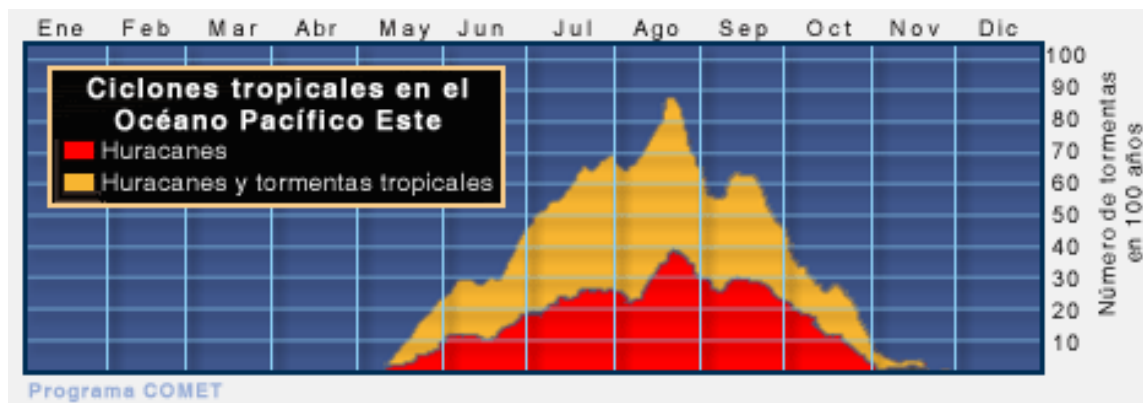 Ene Feb Mar Abr May Jun Jul Ago Sep Oct Nov Dic
Ciclones tropicales en el
Océano Pacífico Este
Huracanes
Huracanes y tormentas tropicales
100
90
80
70
60
50
40
30
20
10
Número de tormentas
en 100 años
Programa COMET